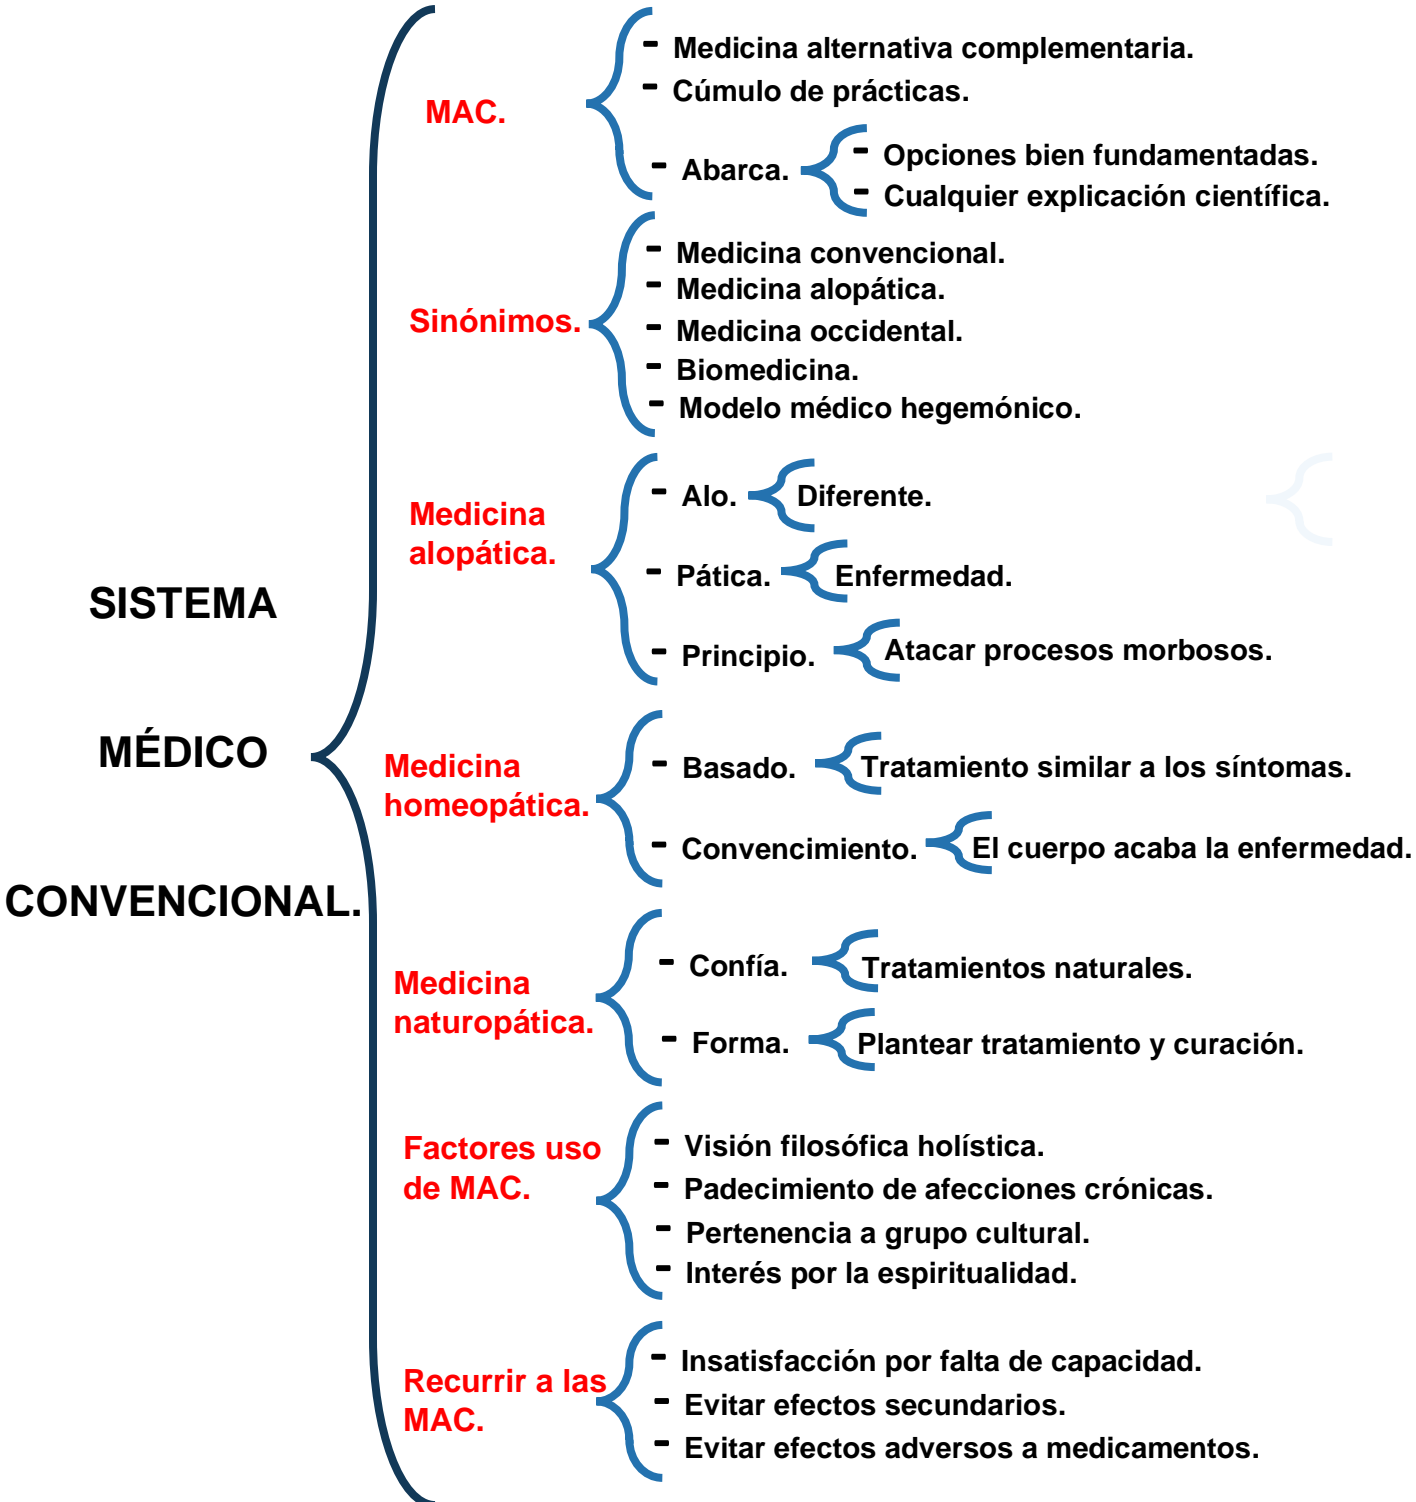 SISTEMA
MÉDICO
CONVENCIONAL.
MAC.
- Medicina alternativa complementaria.
- Cúmulo de prácticas.
- Abarca.
- Opciones bien fundamentadas.
- Cualquier explicación científica.
Sinónimos.
- Medicina convencional.
- Medicina alopática.
- Medicina occidental.
- Biomedicina.
- Modelo médico hegemónico.
Medicina
alopática.
- Alo.
Diferente.
- Pática.
Enfermedad.
- Principio.
Atacar procesos morbosos.
Medicina
homeopática.
- Basado.
Tratamiento similar a los síntomas.
- Convencimiento.
El cuerpo acaba la enfermedad.
Medicina
naturopática.
- Confía.
Tratamientos naturales.
- Forma.
Plantear tratamiento y curación.
Factores uso
de MAC.
- Visión filosófica holística.
- Padecimiento de afecciones crónicas.
- Pertenencia a grupo cultural.
- Interés por la espiritualidad.
Recurrir a las
MAC.
- Insatisfacción por falta de capacidad.
- Evitar efectos secundarios.
- Evitar efectos adversos a medicamentos.